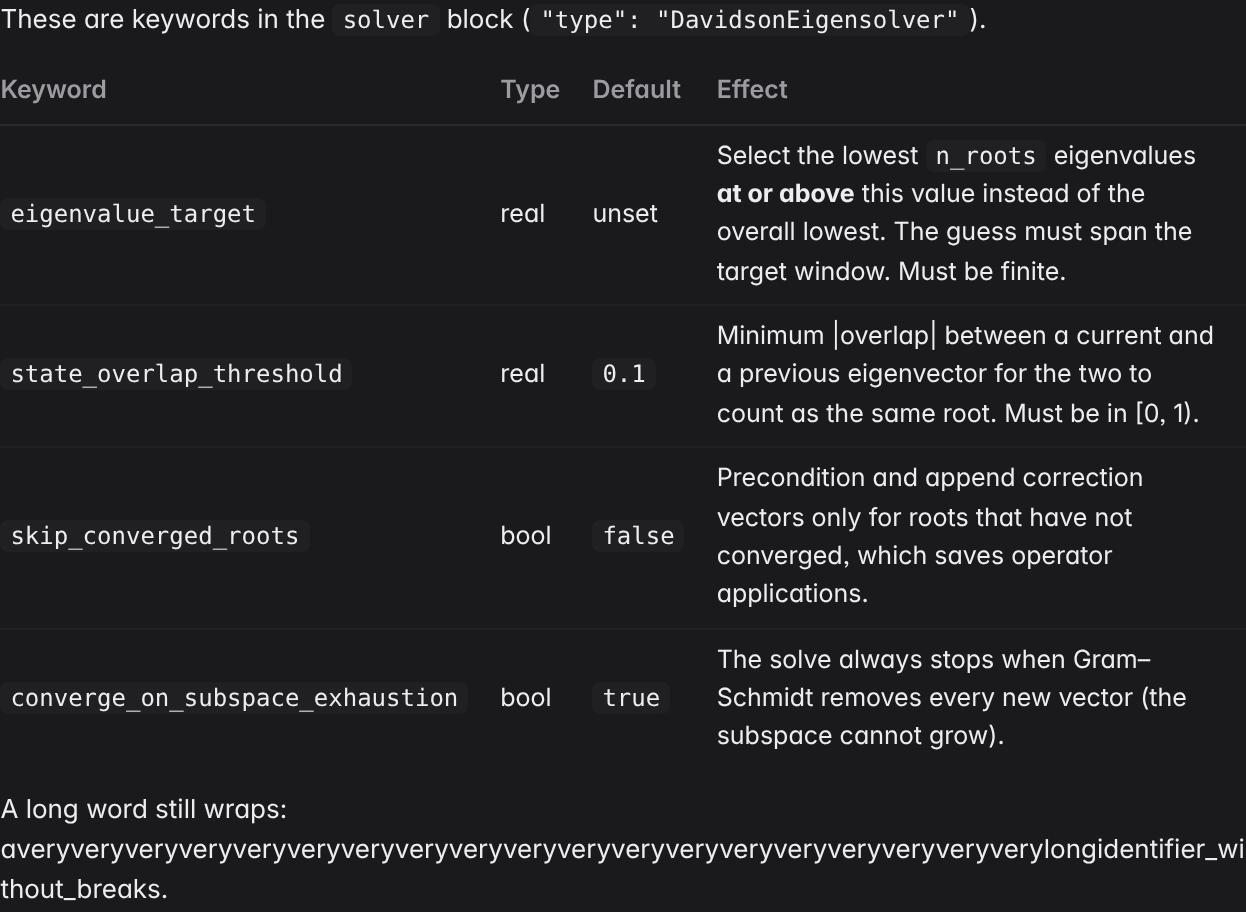 These are keywords in the solver block ( "type": "DavidsonEigensolver" ).
Keyword Type Default Effect
eigenvalue_target real unset Select the lowest n_roots eigenvalues
at or above this value instead of the
overall lowest. The guess must span the
target window. Must be finite.
state_overlap_threshold real 0.1 Minimum |overlap| between a current and
a previous eigenvector for the two to
count as the same root. Must be in [0, 1).
skip_converged_roots bool false Precondition and append correction
vectors only for roots that have not
converged, which saves operator
applications.
converge_on_subspace_exhaustion bool true The solve always stops when Gram–
Schmidt removes every new vector (the
subspace cannot grow).
A long word still wraps:
averyveryveryveryveryveryveryveryveryveryveryveryveryveryveryveryveryveryverylongidentifier_wi
thout_breaks.